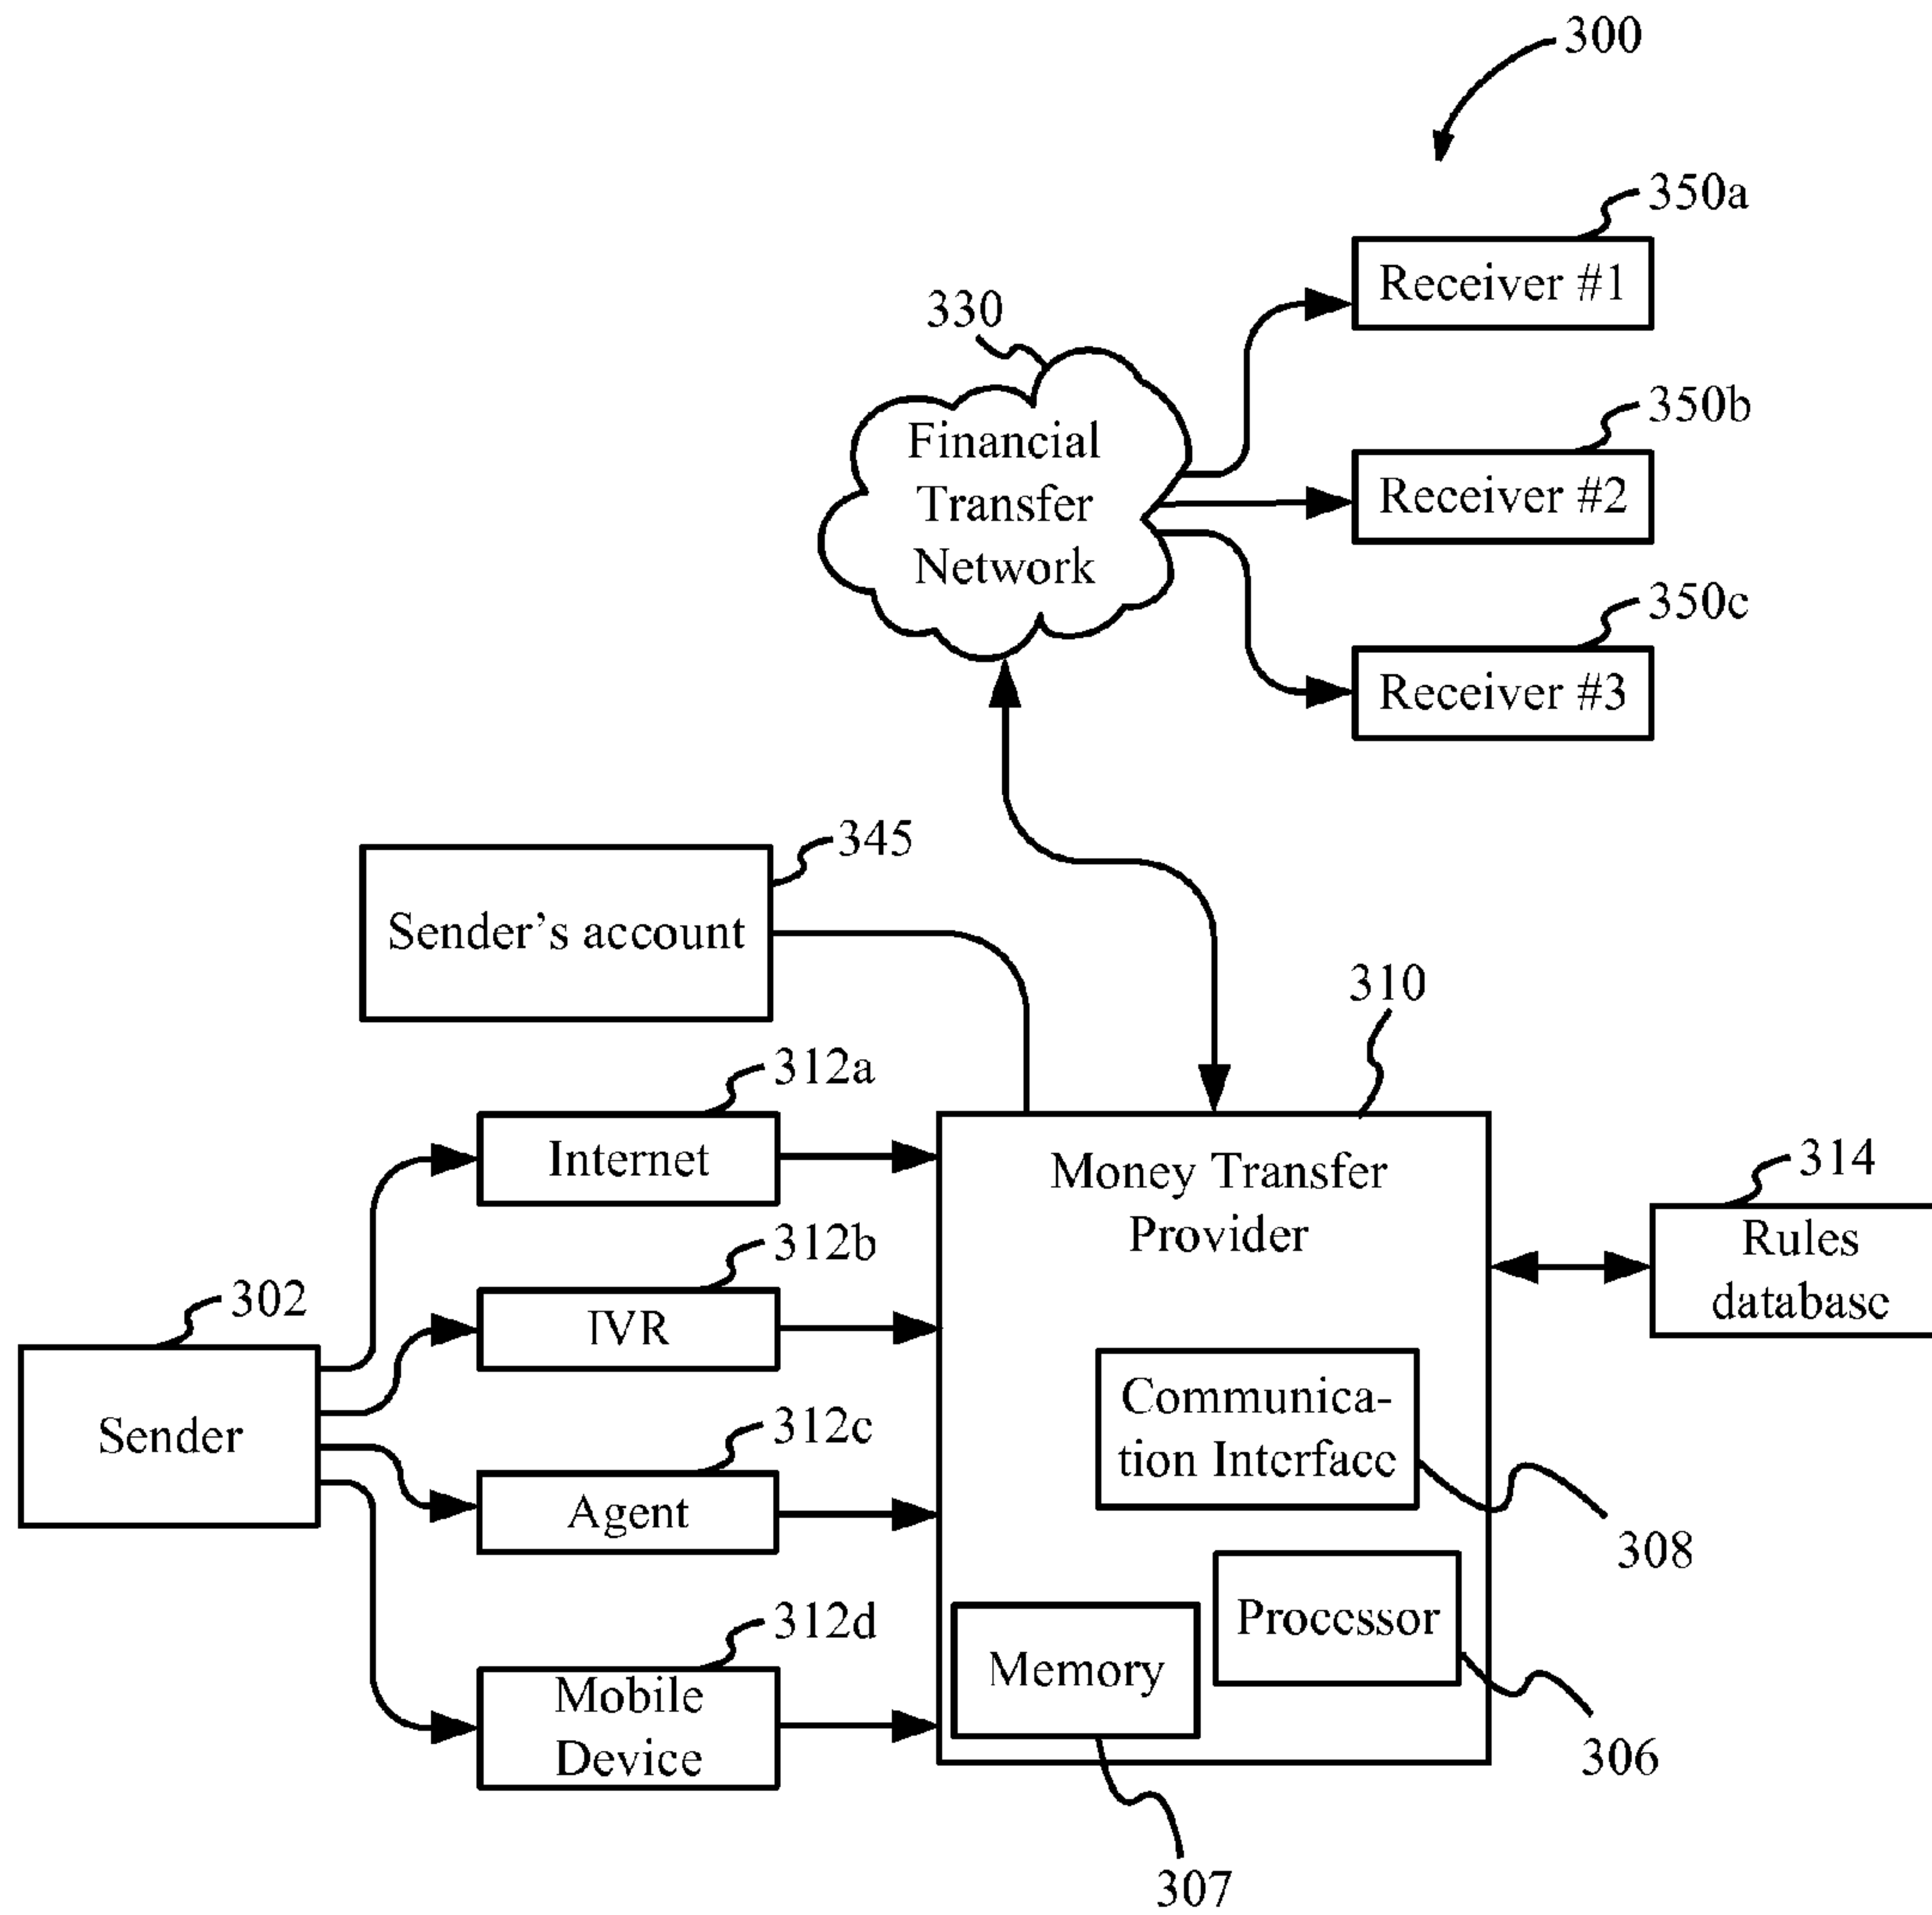 300
350a
Receiver #1
330
350b
Financial
Transfer
Network
Receiver #2
350c
Receiver #3
345
Sender's account
310
312a
Internet
Money Transfer
Provider
314
Rules
database
312b
IVR
302
Sender
312c
Agent
Communica-
tion Interface
308
312d
Mobile
Device
Memory
Processor
306
307